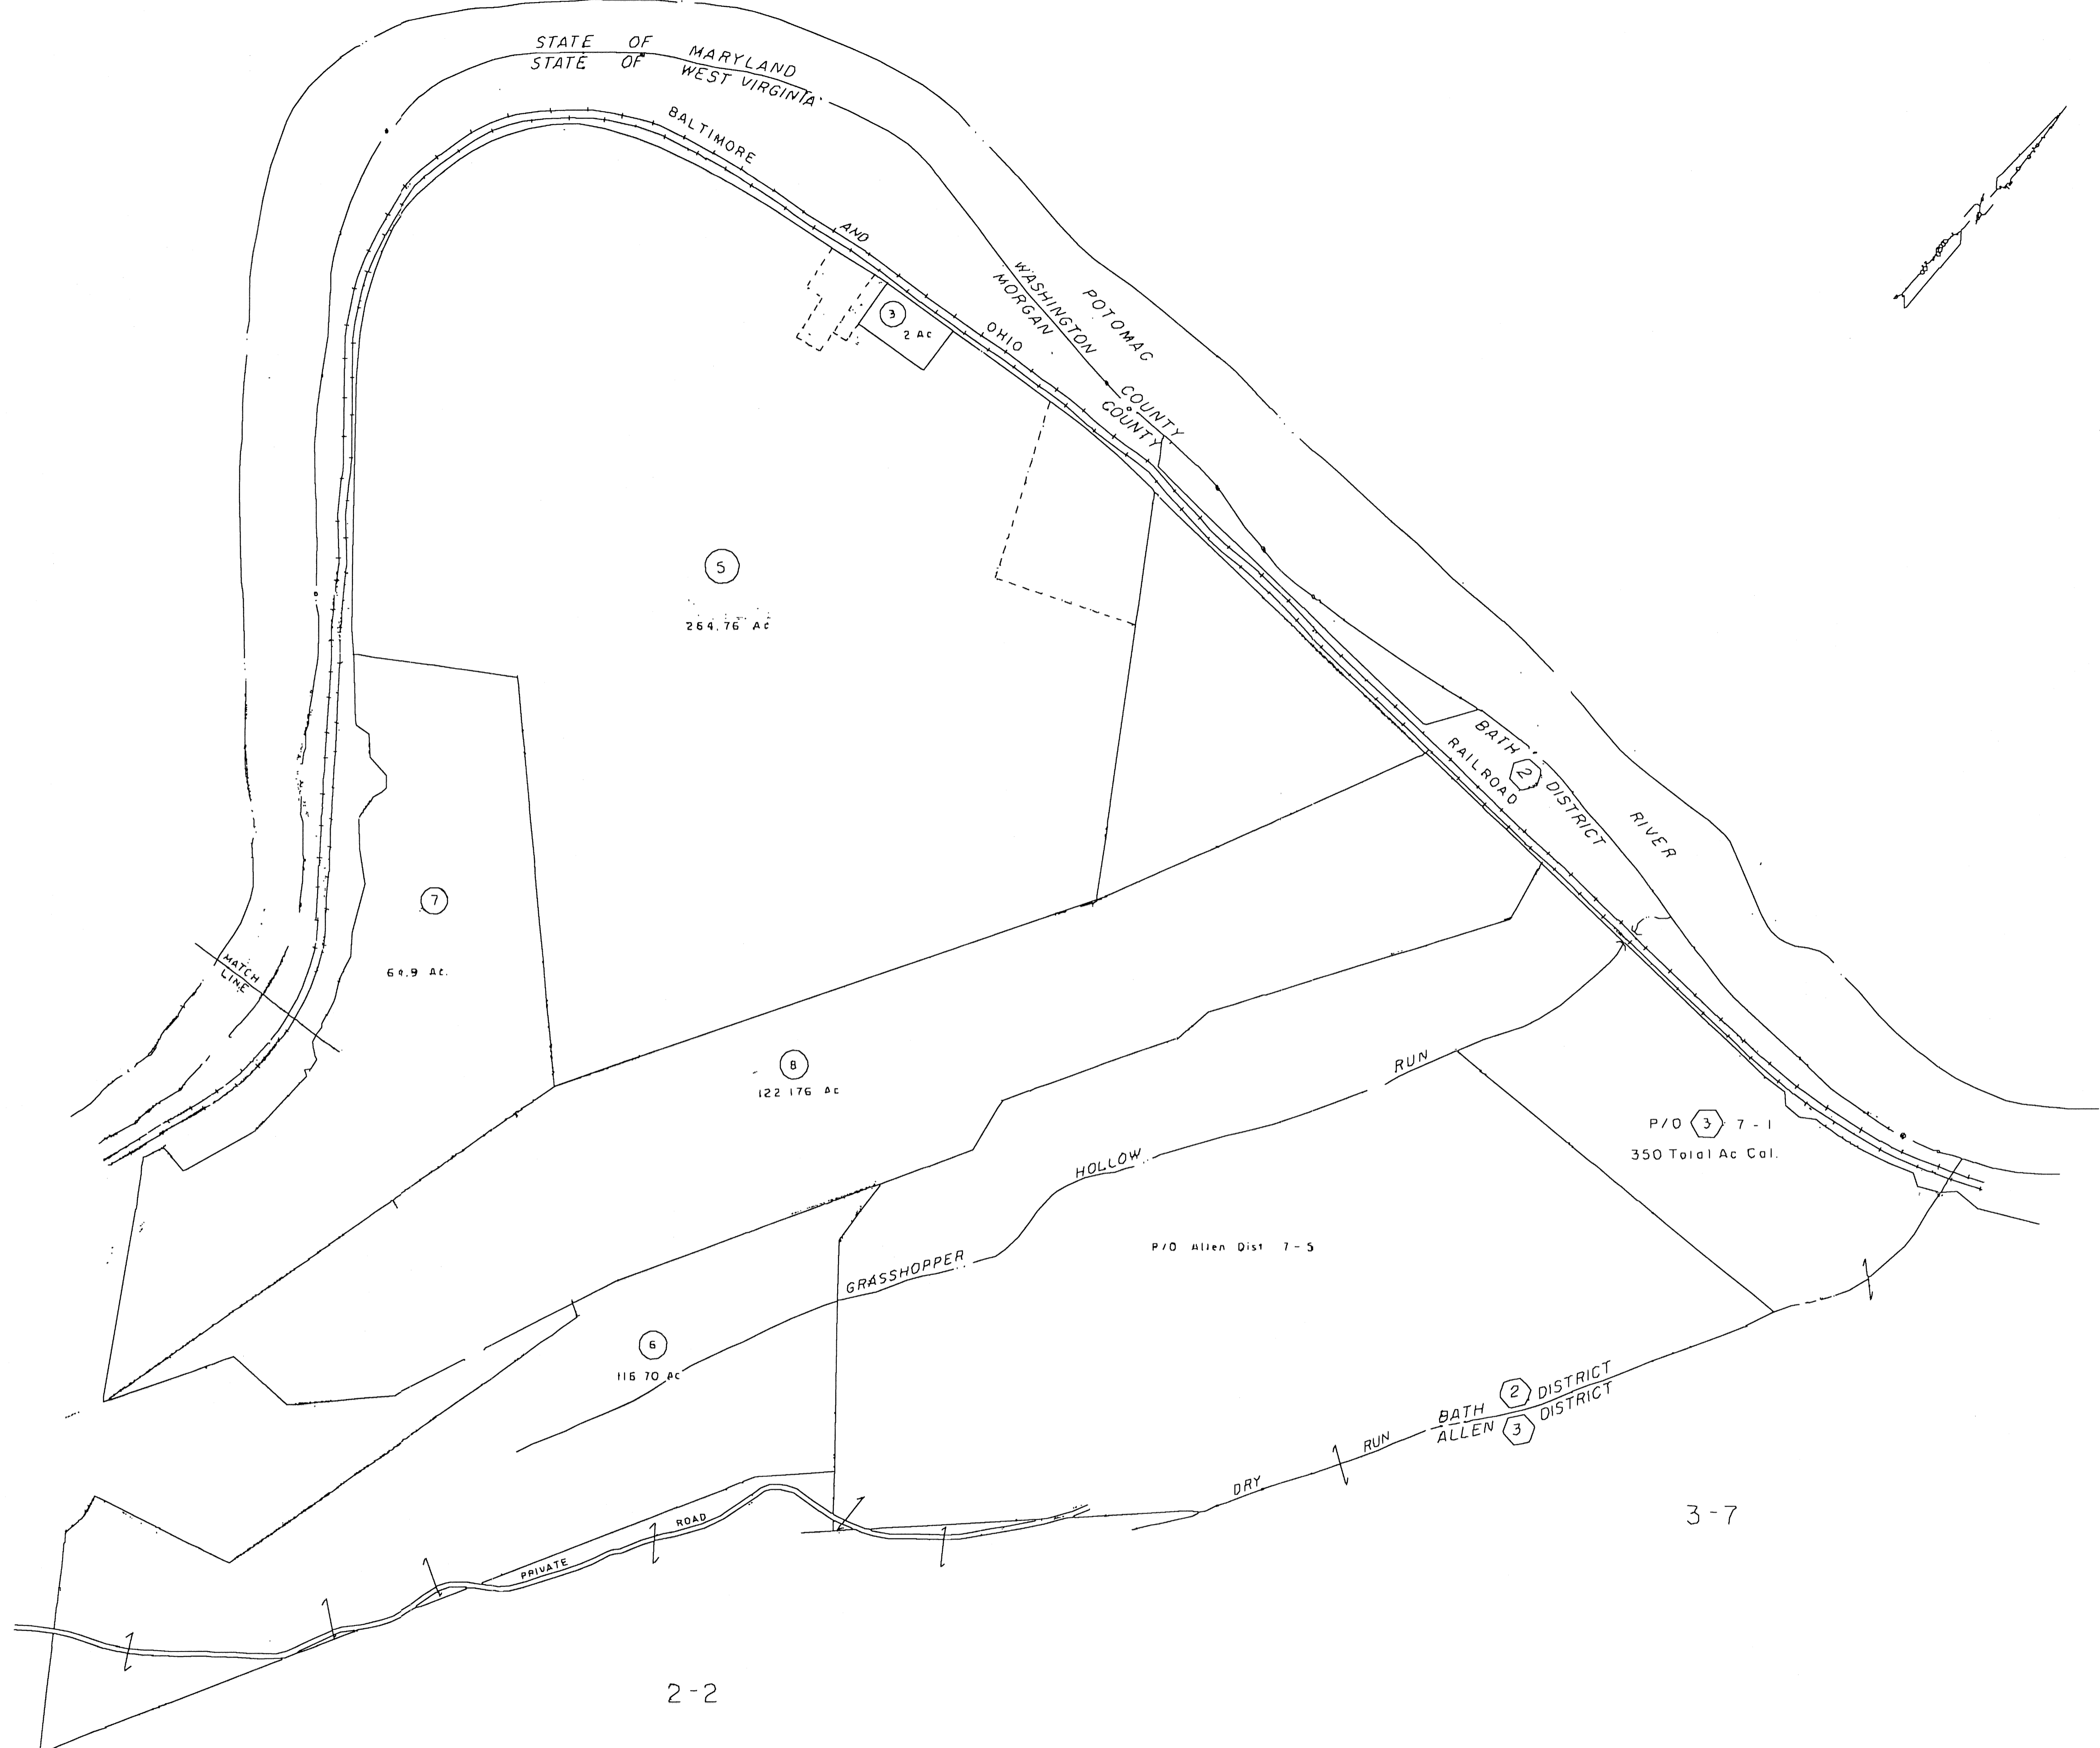 STATE OF MARYLAND
STATE OF WEST VIRGINIA
BALTIMORE AND OHIO RAILROAD
WASHINGTON COUNTY
MORGAN COUNTY
POTOMAC RIVER
3
2 Ac
5
264.76 Ac
BATH 2 DISTRICT
7
Ac.
MATCH
LINE
8
122 176 Ac
GRASSHOPPER HOLLOW RUN
P/O 3 7-1
350 Total Ac Cal.
P/O Allen Dist 7-5
6
116 70 Ac
BATH 2 DISTRICT
ALLEN 3 DISTRICT
DRY RUN
PRIVATE ROAD
3-7
2-2